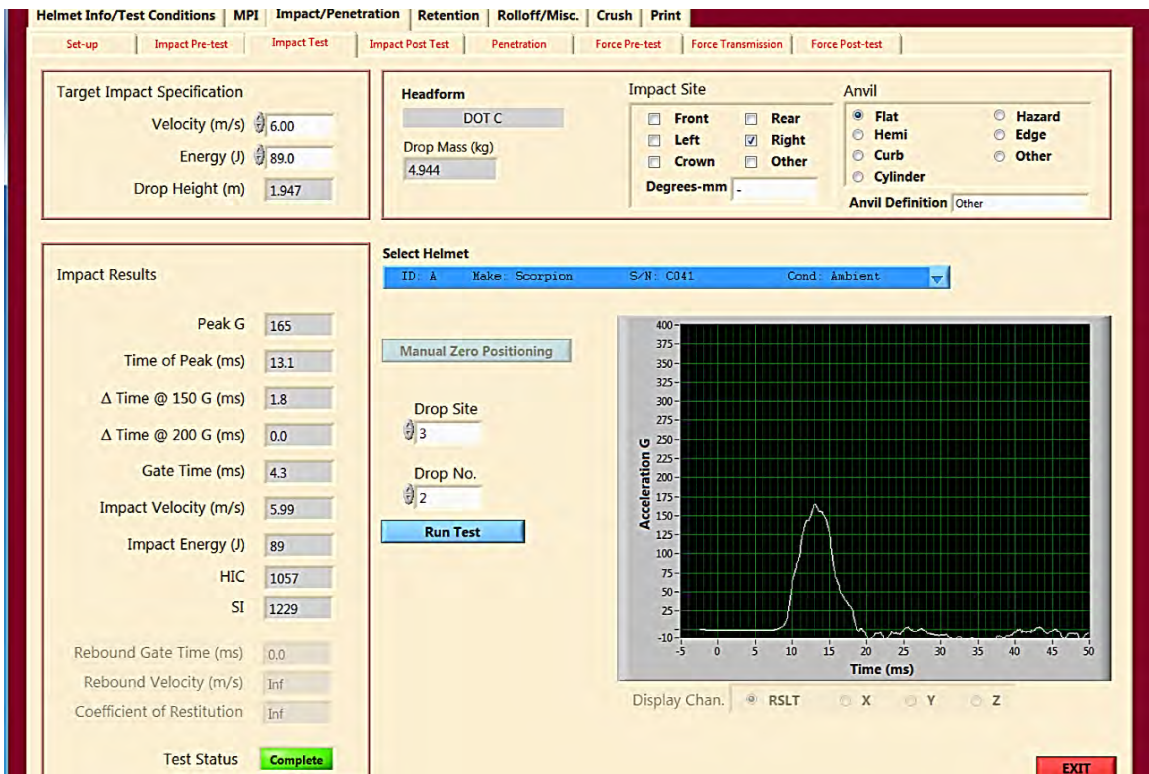 Helmet Info/Test Conditions MPI Impact/Penetration Retention Rolloff/Misc. Crush Print
Set-up Impact Pre-test Impact Test Impact Post Test Penetration Force Pre-test Force Transmission Force Post-test
Target Impact Specification
Velocity (m/s) 6.00
Energy (J) 89.0
Drop Height (m) 1.947
Headform
DOT C
Drop Mass (kg)
4.944
Impact Site
Front Rear
Left Right
Crown Other
Degrees-mm -
Anvil
Flat Hazard
Hemi Edge
Curb Other
Cylinder
Anvil Definition Other
Select Helmet
ID: A Make: Scorpion S/N: C041 Cond: Ambient
Impact Results
Peak G 165
Time of Peak (ms) 13.1
Δ Time @ 150 G (ms) 1.8
Δ Time @ 200 G (ms) 0.0
Gate Time (ms) 4.3
Impact Velocity (m/s) 5.99
Impact Energy (J) 89
HIC 1057
SI 1229
Rebound Gate Time (ms) 0.0
Rebound Velocity (m/s) Inf
Coefficient of Restitution Inf
Test Status Complete
Manual Zero Positioning
Drop Site
3
Drop No.
2
Run Test
Acceleration G
400
375
350
325
300
275
250
225
200
175
150
125
100
75
50
25
-10
-5 0 5 10 15 20 25 30 35 40 45 50
Time (ms)
Display Chan. RSLT X Y Z
EXIT